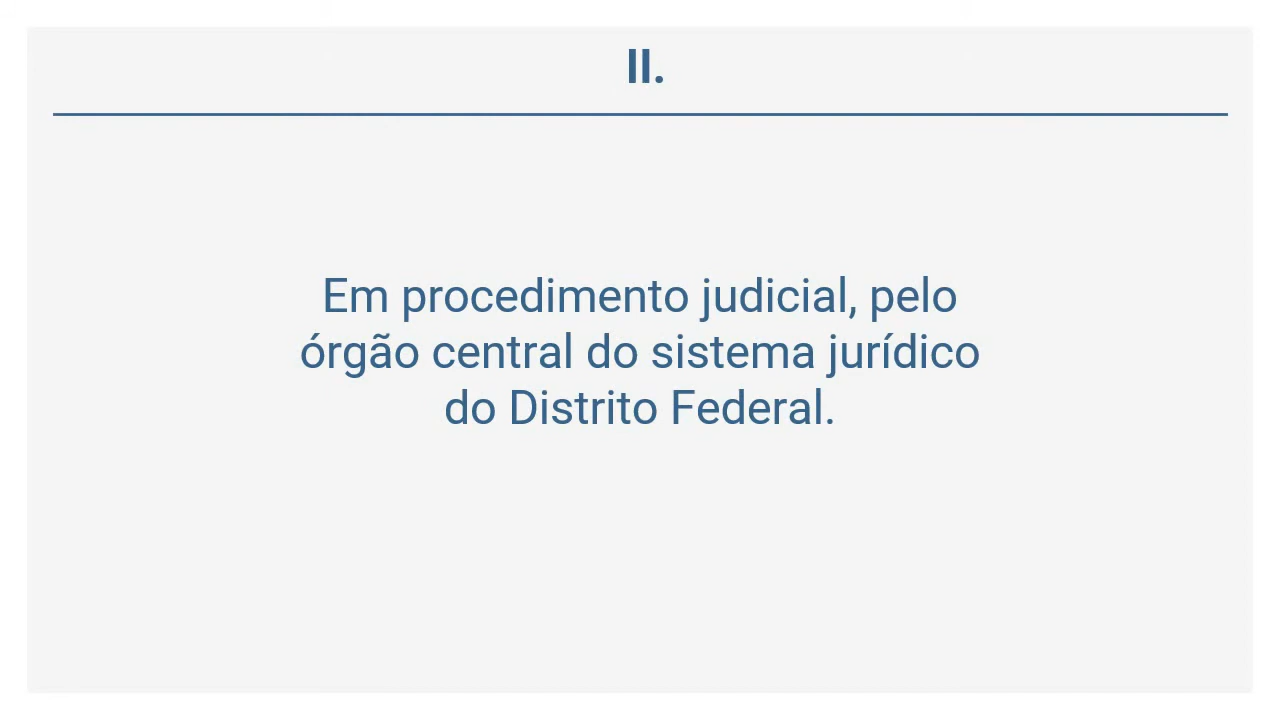 II.
Em procedimento judicial, pelo
órgão central do sistema jurídico
do Distrito Federal.